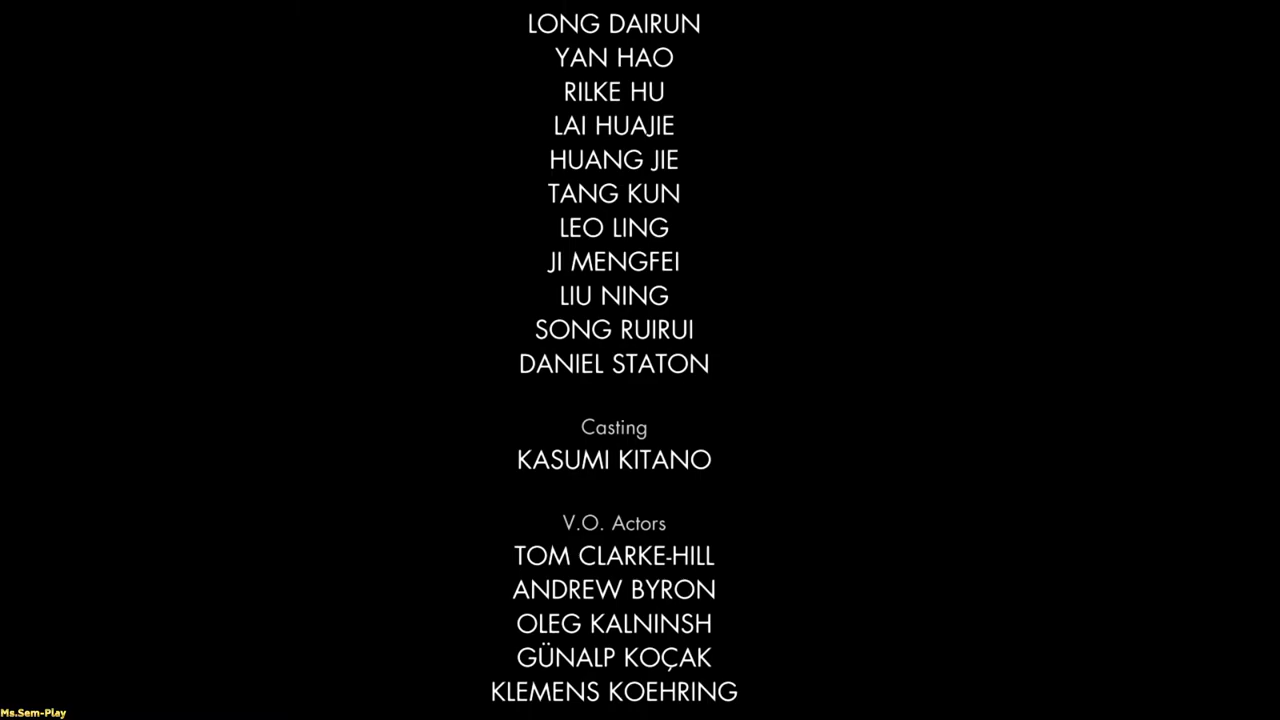 LONG DAIRUN
YAN HAO
RILKE HU
LAI HUAJIE
HUANG JIE
TANG KUN
LEO LING
JI MENGFEI
LIU NING
SONG RUIRUI
DANIEL STATON
Casting
KASUMI KITANO
V.O. Actors
TOM CLARKE-HILL
ANDREW BYRON
OLEG KALNINSH
GÜNALP KOÇAK
KLEMENS KOEHRING
Ms.Sem-Play